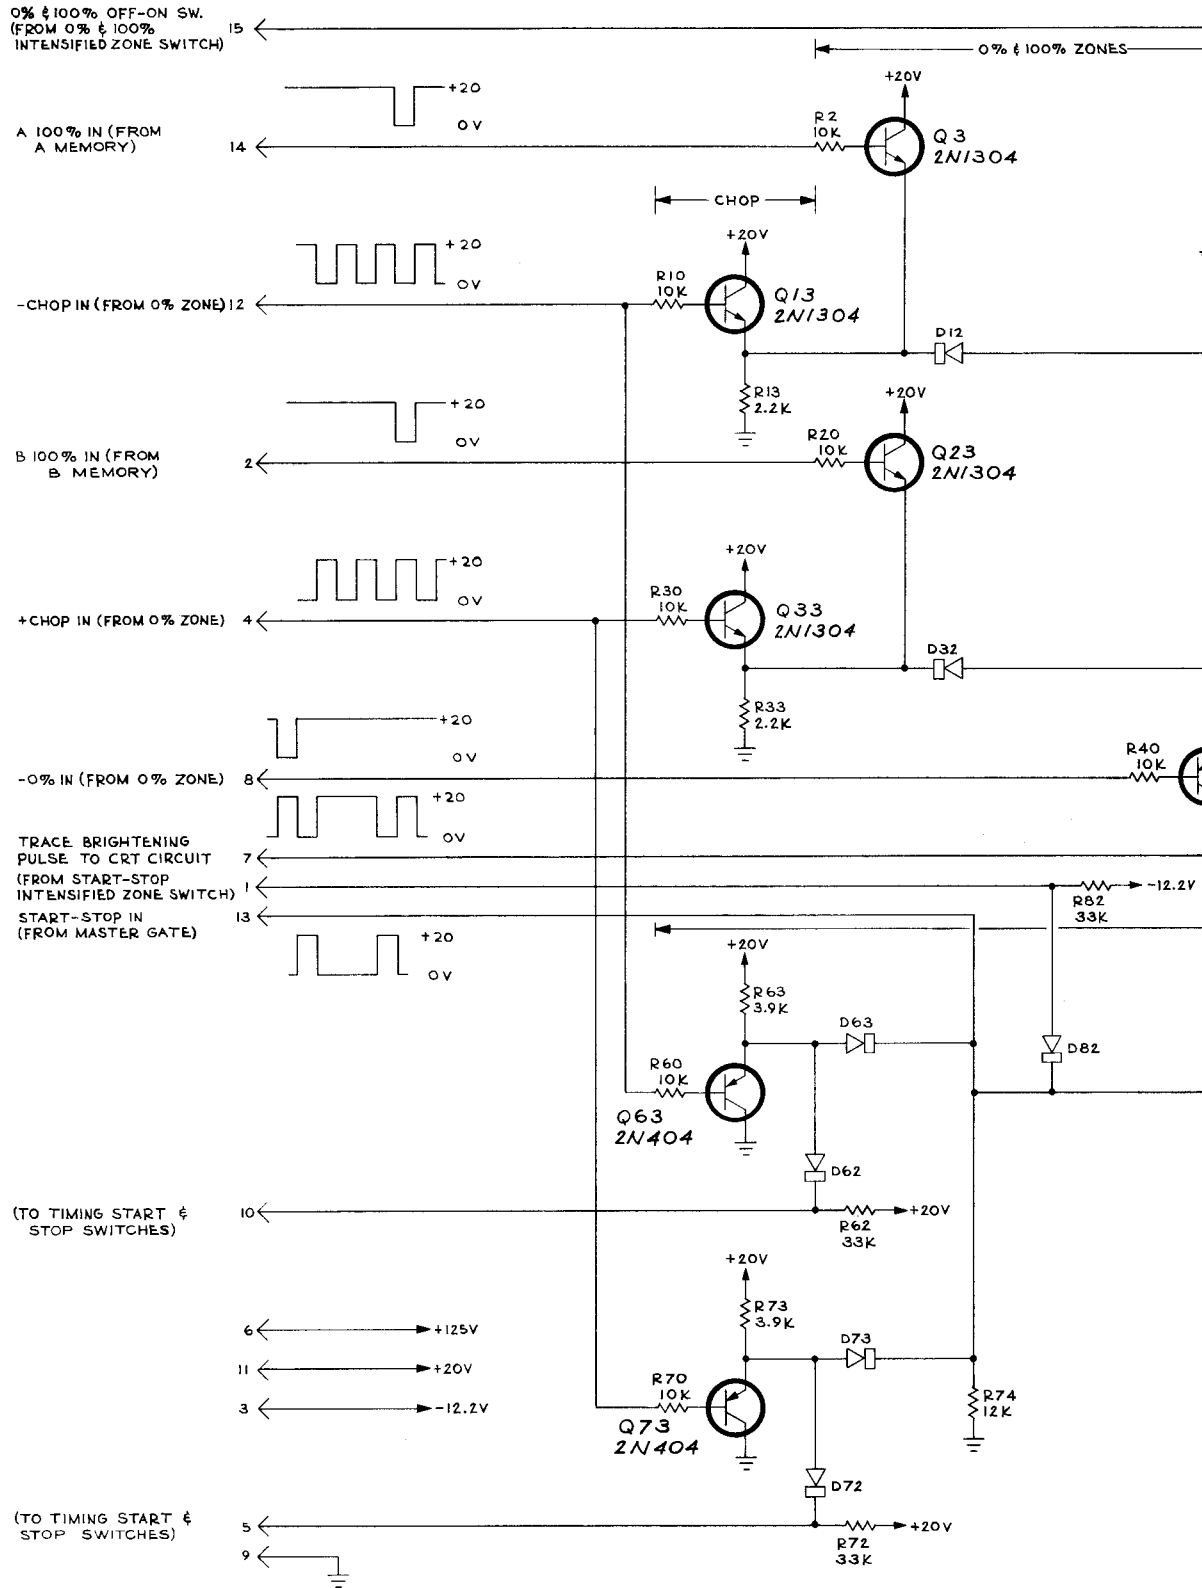 0% & 100% OFF-ON SW.
(FROM 0% & 100%
INTENSIFIED ZONE SWITCH)
15
0% & 100% ZONES
+20V
+20
0V
A 100% IN (FROM
A MEMORY)
14
R2
10K
Q3
2N1304
CHOP
+20V
+20
0V
-CHOP IN (FROM 0% ZONE) 12
R10
10K
Q13
2N1304
D12
R13
2.2K
+20V
+20
0V
B 100% IN (FROM
B MEMORY)
2
R20
10K
Q23
2N1304
+20V
+20
0V
+CHOP IN (FROM 0% ZONE) 4
R30
10K
Q33
2N1304
D32
R33
2.2K
+20
0V
-0% IN (FROM 0% ZONE) 8
R40
10K
+20
0V
TRACE BRIGHTENING
PULSE TO CRT CIRCUIT 7
(FROM START-STOP
INTENSIFIED ZONE SWITCH) 1
R82
33K
-12.2V
START-STOP IN
(FROM MASTER GATE)
13
+20
0V
+20V
R63
3.9K
D63
D82
R60
10K
Q63
2N404
D62
(TO TIMING START &
STOP SWITCHES)
10
R62
33K
+20V
+20V
R73
3.9K
D73
6 +125V
11 +20V
3 -12.2V
R70
10K
Q73
2N404
R74
12K
D72
(TO TIMING START &
STOP SWITCHES)
5
R72
33K
+20V
9